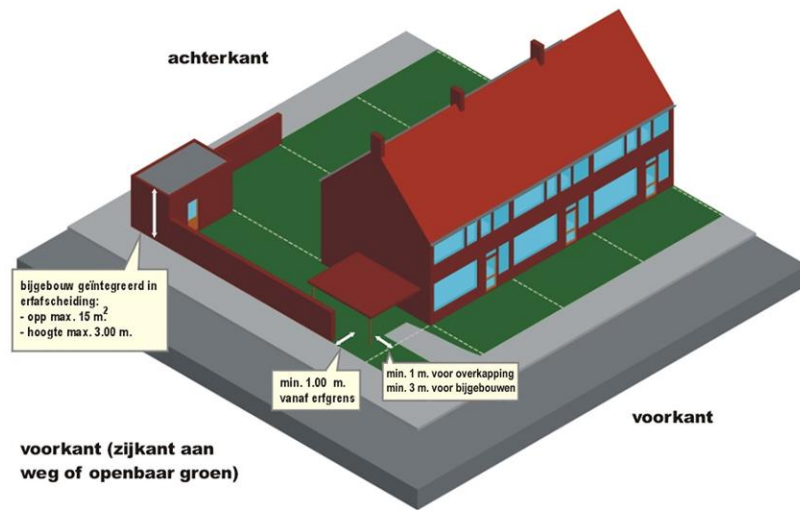 achterkant
bijgebouw geïntegreerd in
erfafscheiding:
- opp max. 15 m²
- hoogte max. 3.00 m.
min. 1.00 m.
vanaf erfgrens
min. 1 m. voor overkapping
min. 3 m. voor bijgebouwen
voorkant
voorkant (zijkant aan
weg of openbaar groen)